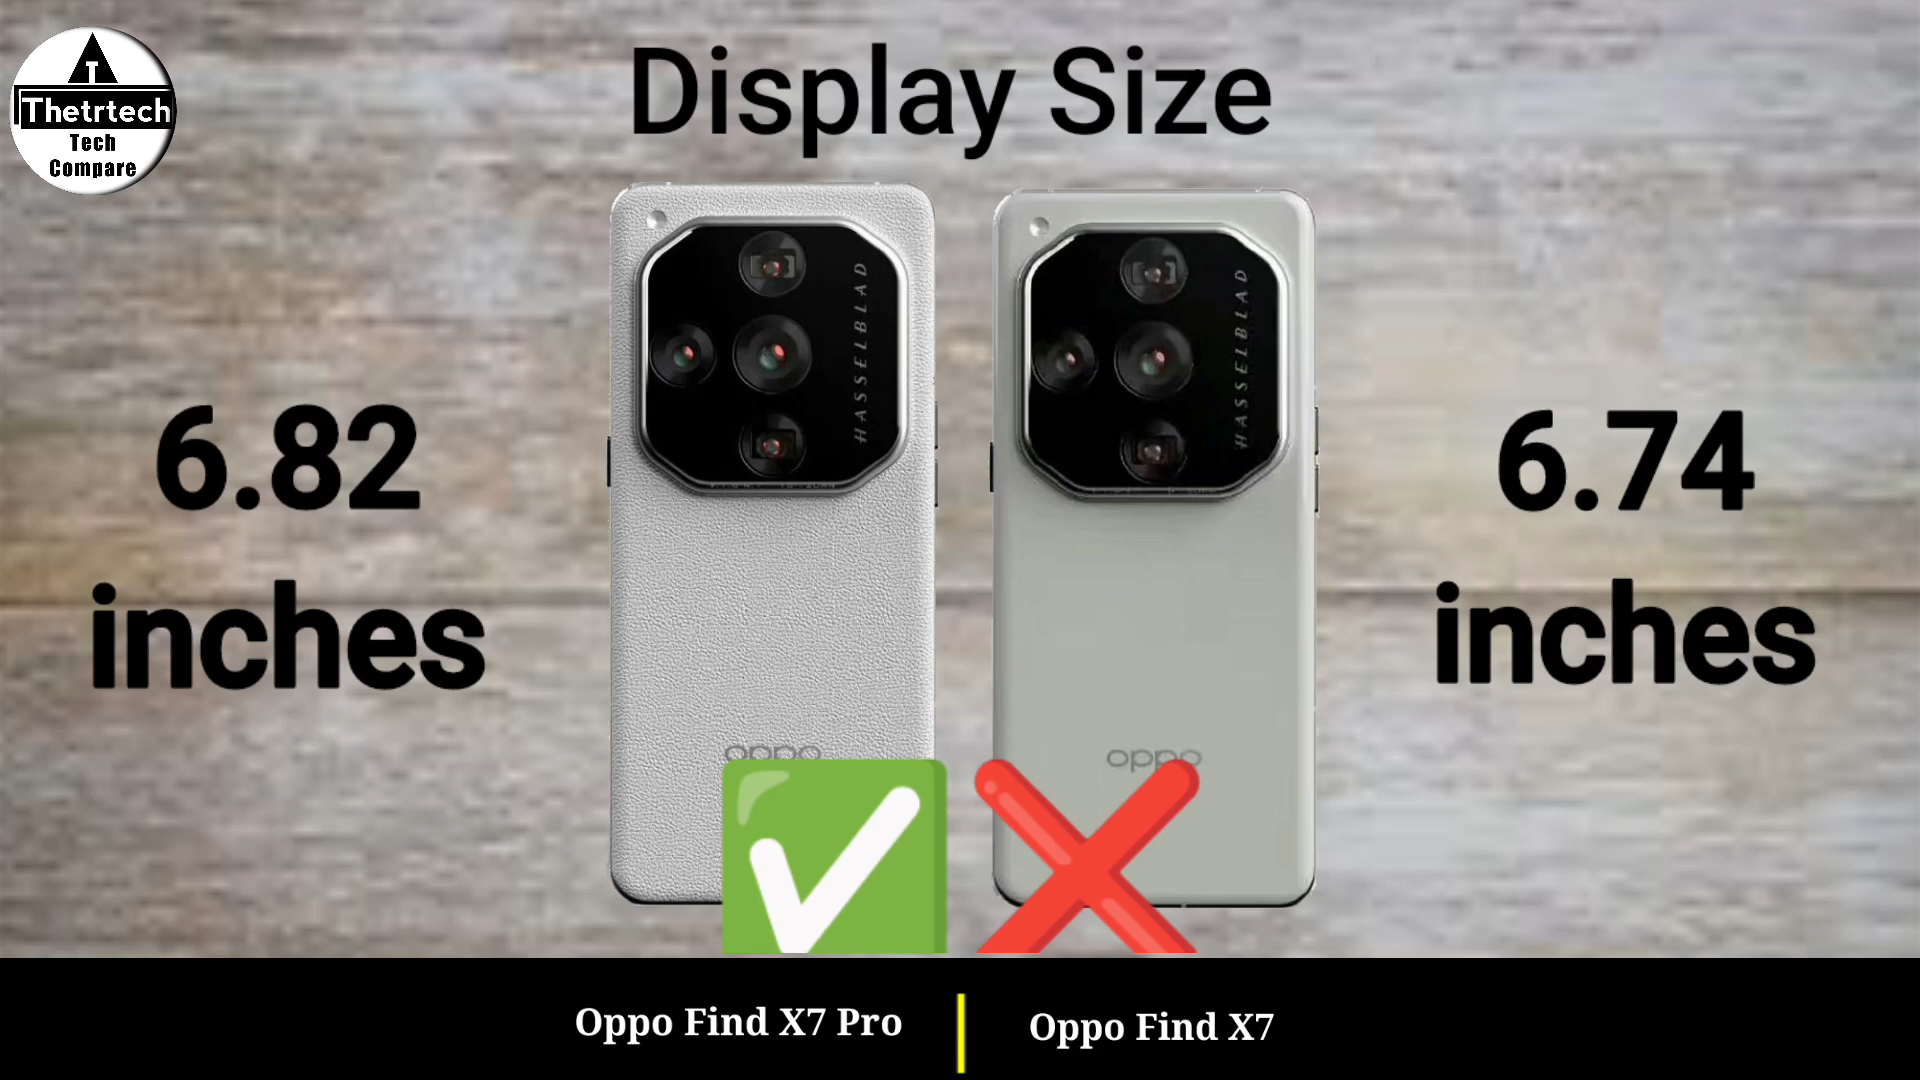 Display Size
T
Thetrtech
Tech
Compare
HASSELBLAD
HASSELBLAD
6.82
inches
6.74
inches
oppo
oppo
Oppo Find X7 Pro
Oppo Find X7